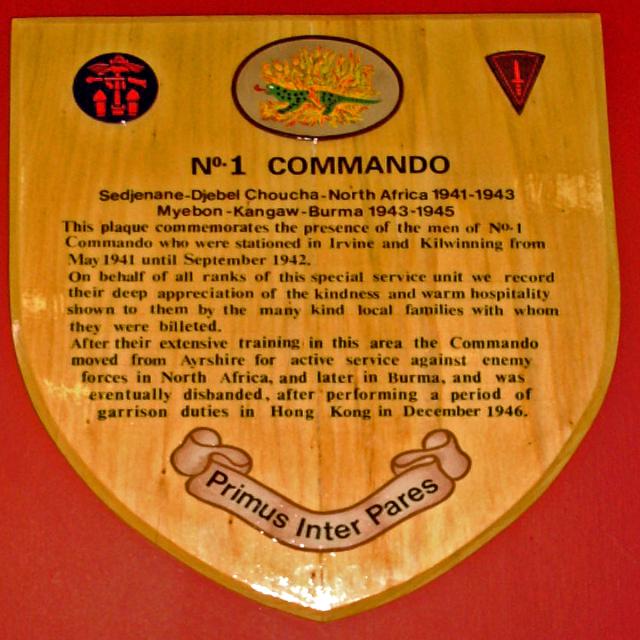 No. 1 COMMANDO
Sedjenane-Djebel Choucha-North Africa 1941-1943
Myebon-Kangaw-Burma 1943-1945
This plaque commemorates the presence of the men of No. 1
Commando who were stationed in Irvine and Kilwinning from
May 1941 until September 1942.
On behalf of all ranks of this special service unit we record
their deep appreciation of the kindness and warm hospitality
shown to them by the many kind local families with whom
they were billeted.
After their extensive training in this area the Commando
moved from Ayrshire for active service against enemy
forces in North Africa, and later in Burma, and was
eventually disbanded, after performing a period of
garrison duties in Hong Kong in December 1946.
Primus Inter Pares